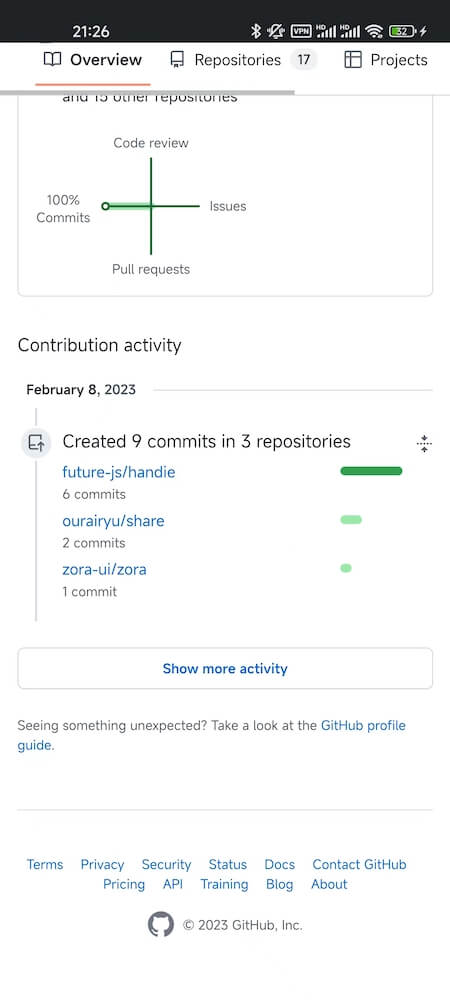 21:26
VPN HD HD 52
Overview Repositories 17 Projects
and 15 other repositories
Code review
100%
Commits
Issues
Pull requests
Contribution activity
February 8, 2023
Created 9 commits in 3 repositories
future-js/handie
6 commits
ourairyu/share
2 commits
zora-ui/zora
1 commit
Show more activity
Seeing something unexpected? Take a look at the GitHub profile
guide.
Terms Privacy Security Status Docs Contact GitHub
Pricing API Training Blog About
© 2023 GitHub, Inc.